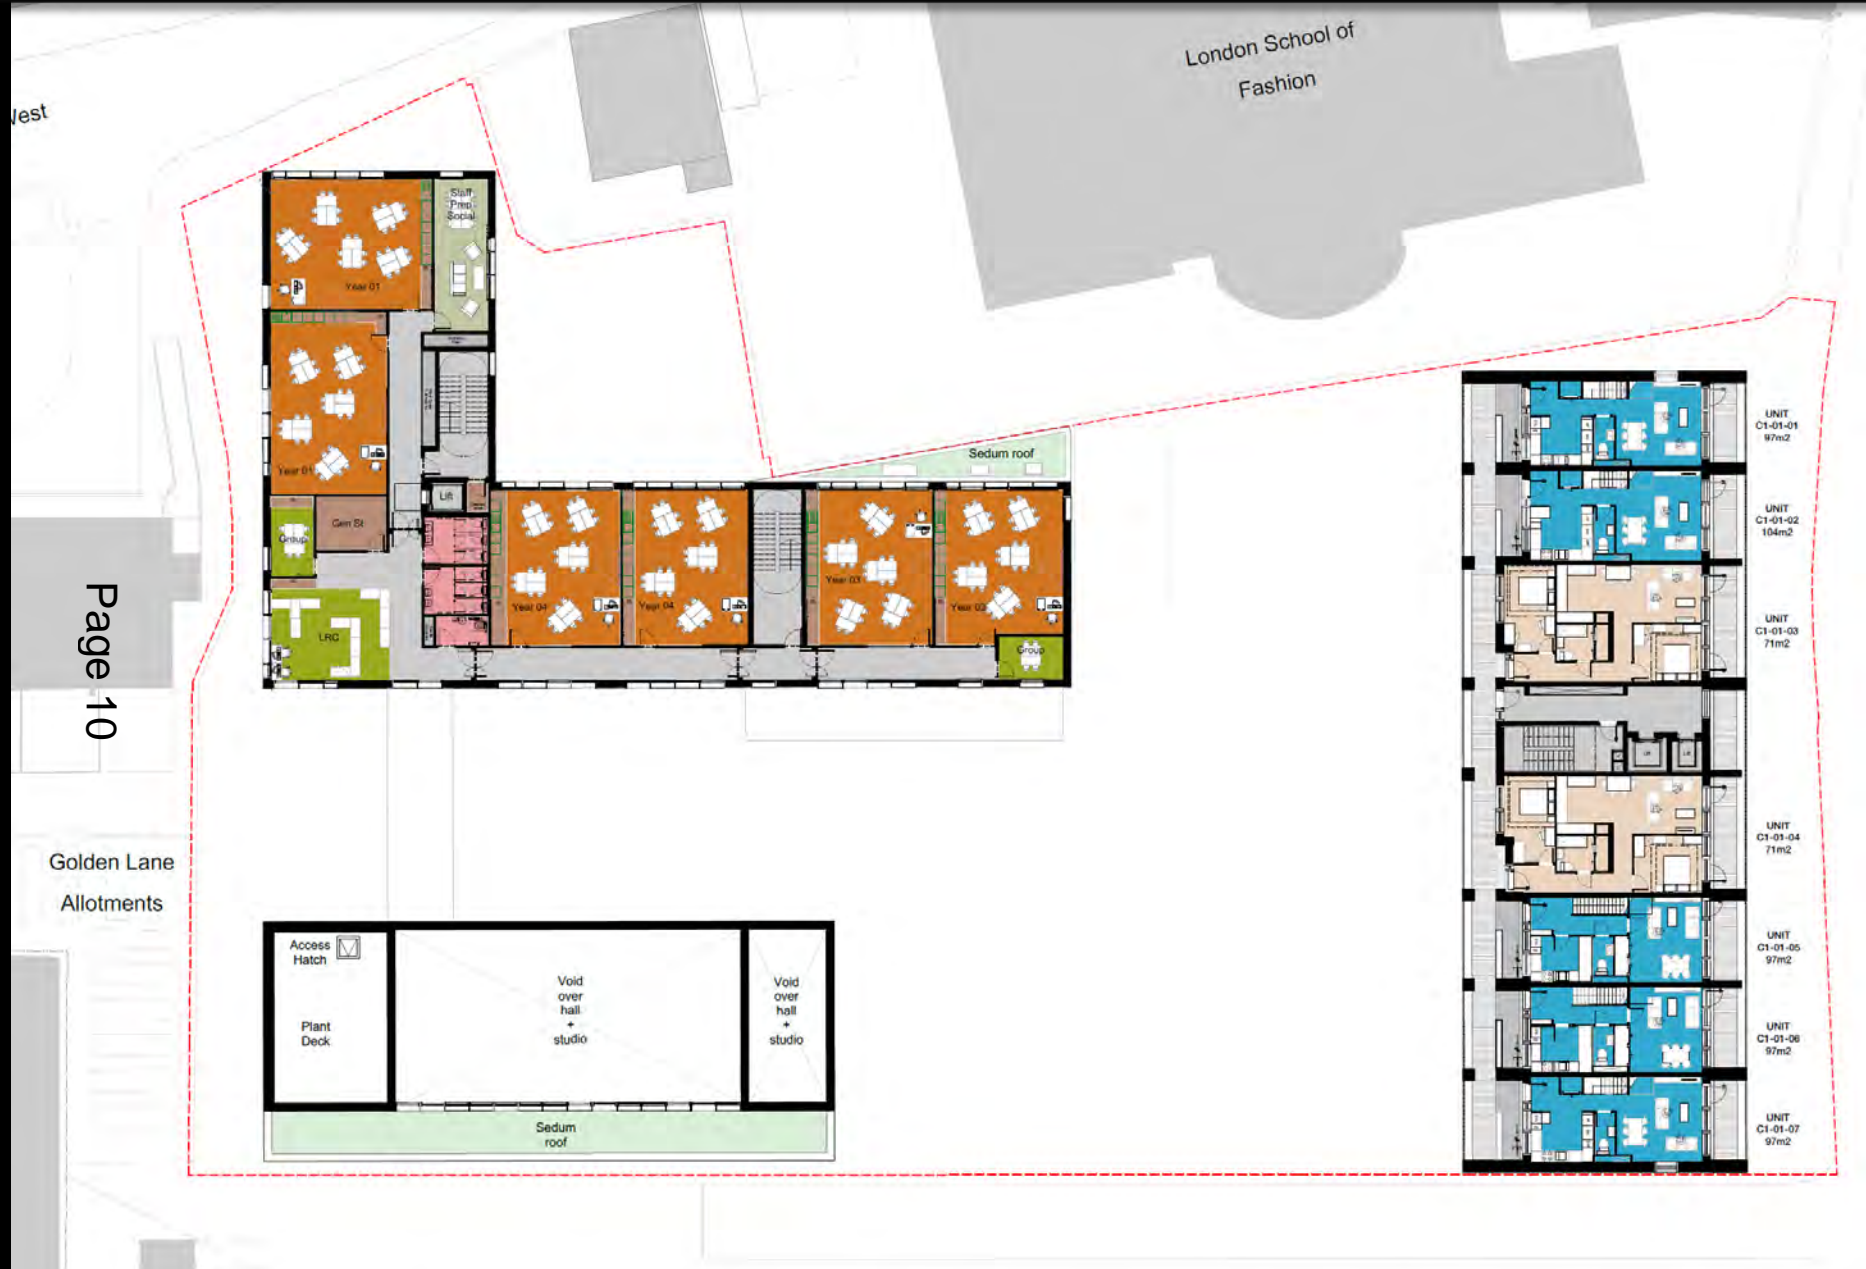 London School of
Fashion
West
Staff
Prep
Social
Year 01
Year 01
Sedum roof
Lift
Gen St
Group
Year 04
Year 04
Year 03
Year 03
LRC
Group
Page 10
Golden Lane
Allotments
Access
Hatch
Plant
Deck
Void
over
hall
+
studio
Void
over
hall
+
studio
Sedum
roof
UNIT
C1-01-01
97m2
UNIT
C1-01-02
104m2
UNIT
C1-01-03
71m2
UNIT
C1-01-04
71m2
UNIT
C1-01-05
97m2
UNIT
C1-01-06
97m2
UNIT
C1-01-07
97m2